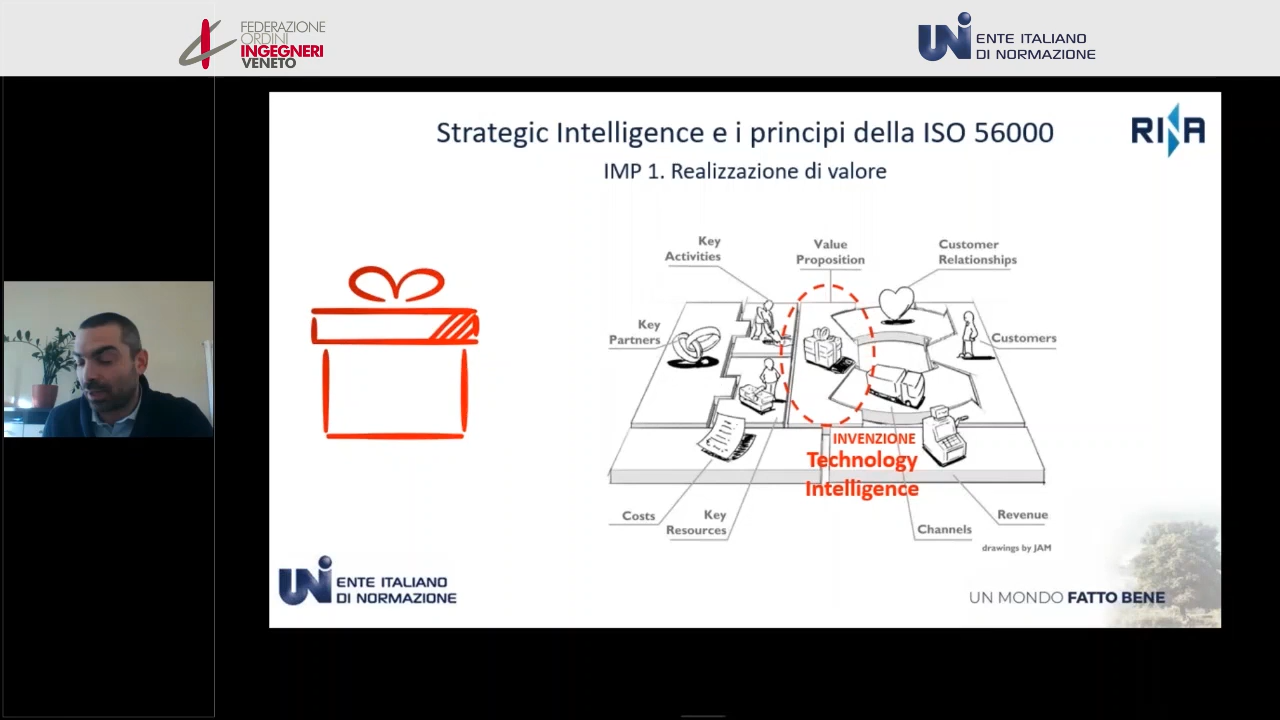 FEDERAZIONE
ORDINI
INGEGNERI
VENETO
UNI ENTE ITALIANO
DI NORMAZIONE
Strategic Intelligence e i principi della ISO 56000
RINA
IMP 1. Realizzazione di valore
Key
Activities
Value
Proposition
Customer
Relationships
Key
Partners
Customers
INVENZIONE
Technology
Intelligence
Costs
Key
Resources
Channels
Revenue
drawings by JAM
UNI ENTE ITALIANO
DI NORMAZIONE
UN MONDO FATTO BENE